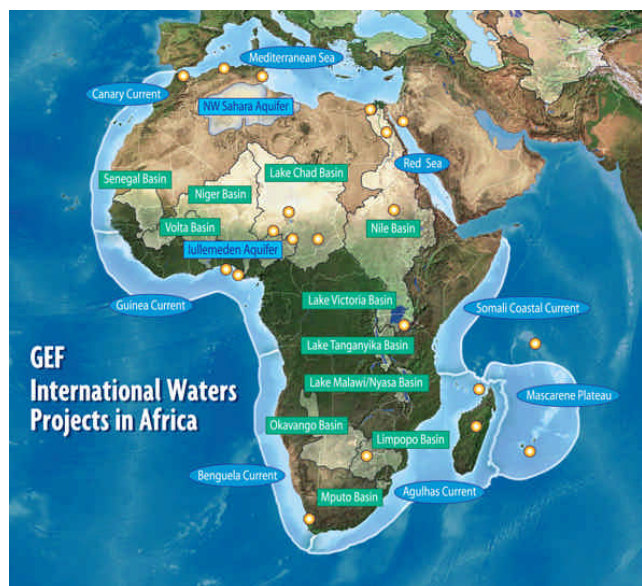 Mediterranean Sea
Canary Current
NW Sahara Aquifer
Red Sea
Lake Chad Basin
Senegal Basin
Niger Basin
Volta Basin
Nile Basin
Iullemeden Aquifer
Guinea Current
Lake Victoria Basin
Somali Coastal Current
Lake Tanganyika Basin
GEF
International Waters
Projects in Africa
Lake Malawi/Nyasa Basin
Mascarene Plateau
Okavango Basin
Limpopo Basin
Benguela Current
Agulhas Current
Mputo Basin